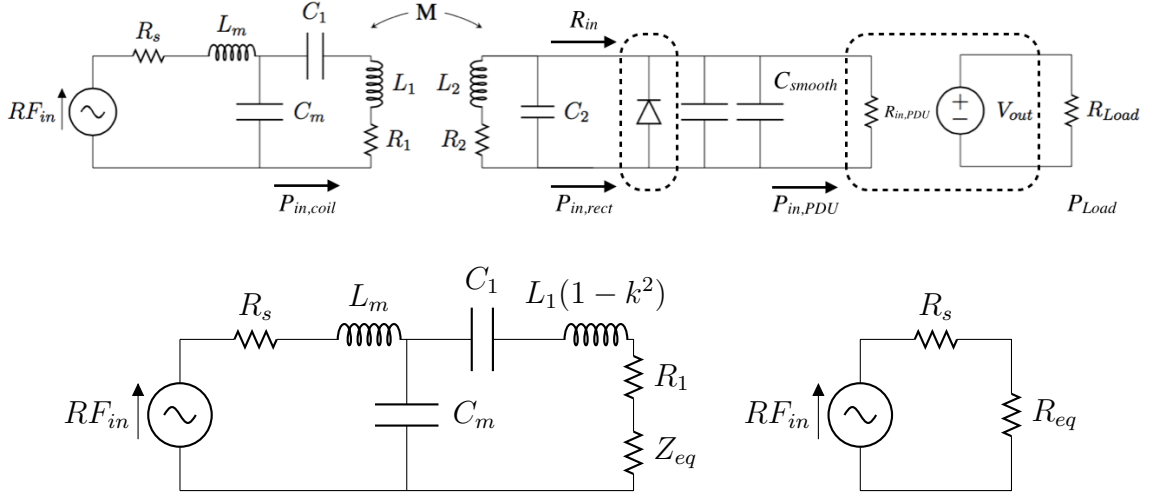 R_s L_m C_1 M R_in
RF_in C_m L_1 L_2 C_2 C_smooth R_in,PDU + − V_out R_Load
R_1 R_2
P_in,coil P_in,rect P_in,PDU P_Load
R_s L_m C_1 L_1(1 − k^2)
RF_in C_m R_1
Z_eq
R_s
RF_in R_eq